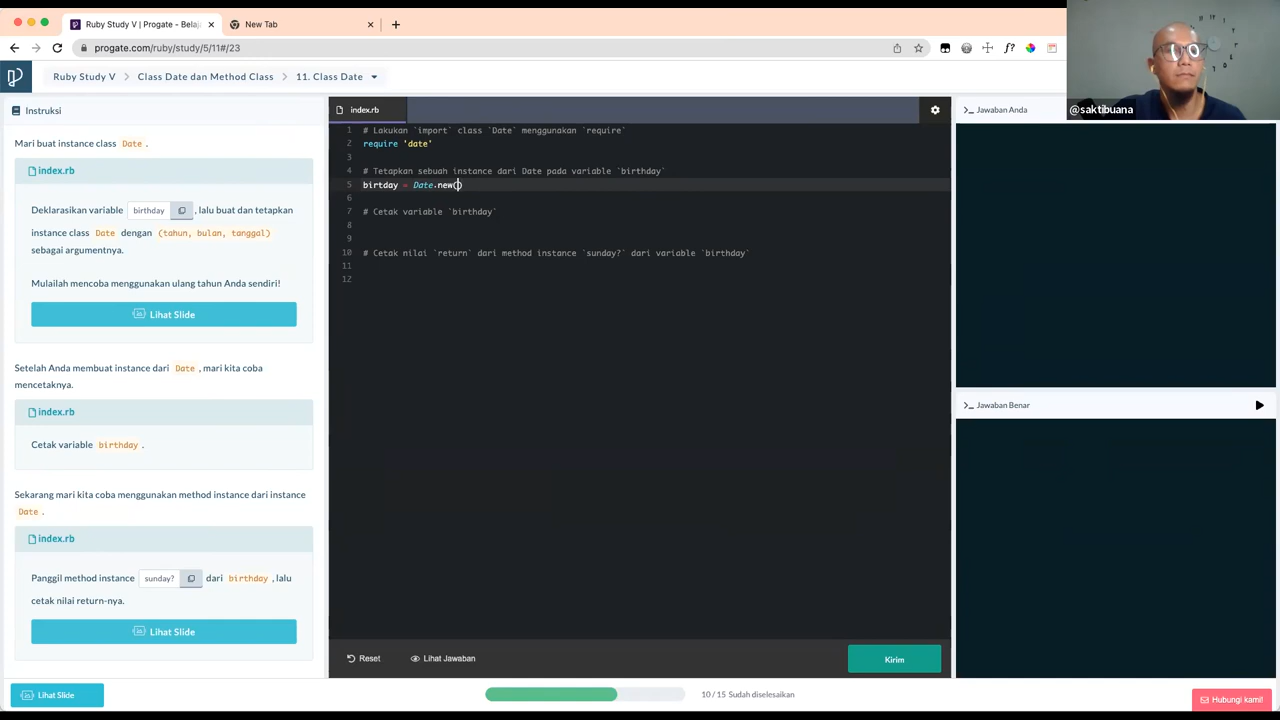 Ruby Study V | Progate - Belaj
New Tab
progate.com/ruby/study/5/11#/23
Ruby Study V
Class Date dan Method Class
11. Class Date
@saktibuana
Instruksi
Mari buat instance class Date .
index.rb
Deklarasikan variable birthday , lalu buat dan tetapkan
instance class Date dengan (tahun, bulan, tanggal)
sebagai argumentnya.
Mulailah mencoba menggunakan ulang tahun Anda sendiri!
Lihat Slide
Setelah Anda membuat instance dari Date , mari kita coba
mencetaknya.
index.rb
Cetak variable birthday .
Sekarang mari kita coba menggunakan method instance dari instance
Date .
index.rb
Panggil method instance sunday? dari birthday , lalu
cetak nilai return-nya.
Lihat Slide
index.rb
1 # Lakukan `import` class `Date` menggunakan `require`
2 require 'date'
3
4 # Tetapkan sebuah instance dari Date pada variable `birthday`
5 birtday = Date.new()
6
7 # Cetak variable `birthday`
8
9
10 # Cetak nilai `return` dari method instance `sunday?` dari variable `birthday`
11
12
Jawaban Anda
Jawaban Benar
Reset
Lihat Jawaban
Kirim
Lihat Slide
10 / 15 Sudah diselesaikan
Hubungi kami!